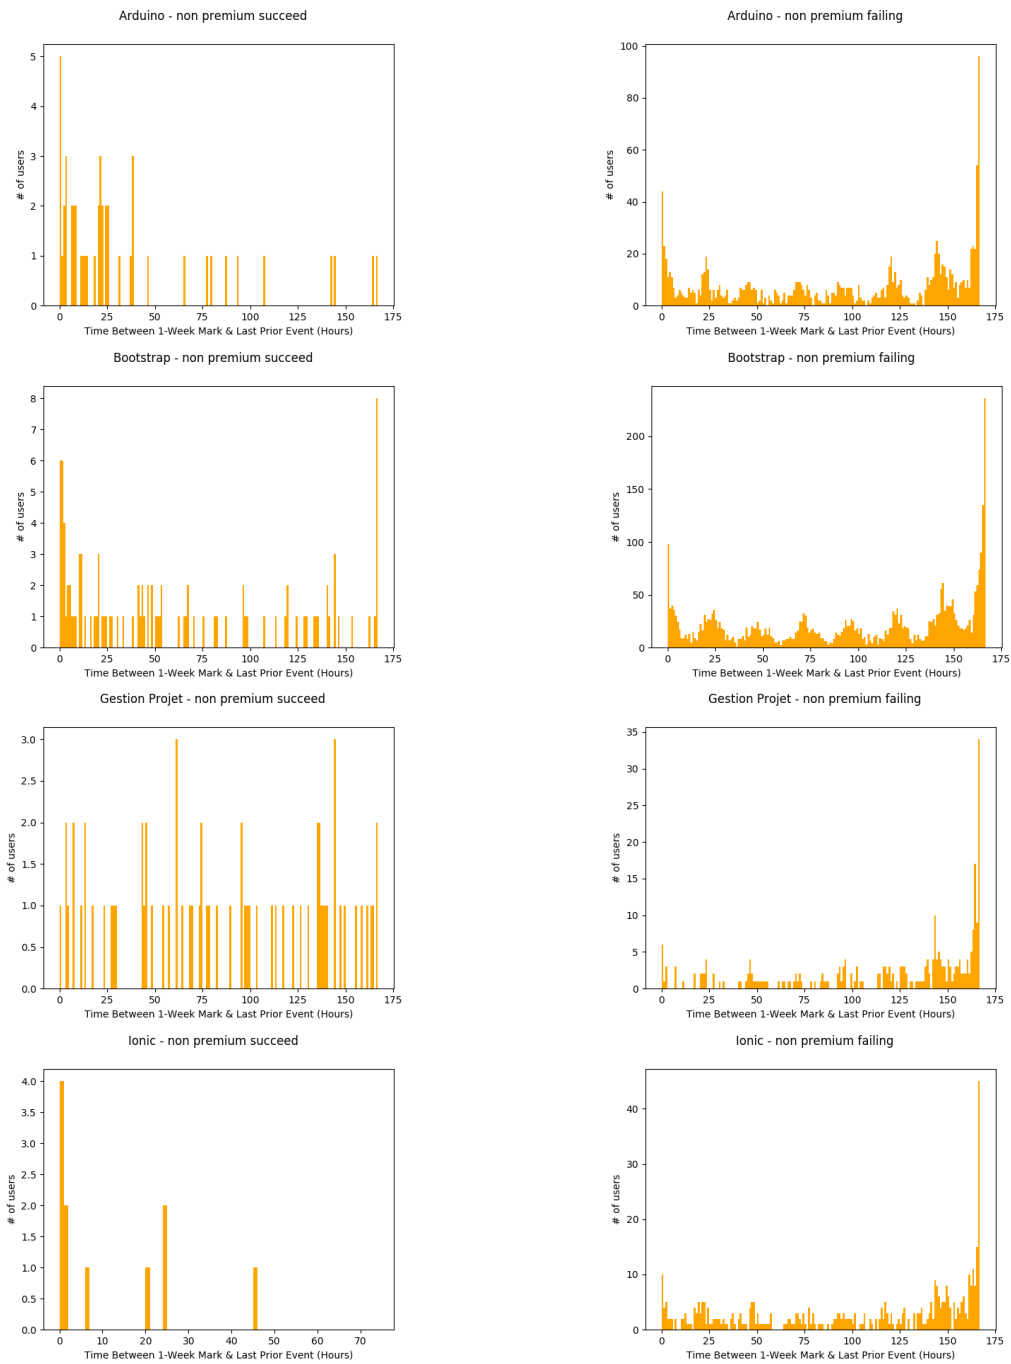 Arduino - non premium succeed
# of users
5
4
3
2
1
0
0 25 50 75 100 125 150 175
Time Between 1-Week Mark & Last Prior Event (Hours)
Arduino - non premium failing
# of users
100
80
60
40
20
0
0 25 50 75 100 125 150 175
Time Between 1-Week Mark & Last Prior Event (Hours)
Bootstrap - non premium succeed
# of users
8
7
6
5
4
3
2
1
0
0 25 50 75 100 125 150 175
Time Between 1-Week Mark & Last Prior Event (Hours)
Bootstrap - non premium failing
# of users
200
150
100
50
0
0 25 50 75 100 125 150 175
Time Between 1-Week Mark & Last Prior Event (Hours)
Gestion Projet - non premium succeed
# of users
3.0
2.5
2.0
1.5
1.0
0.5
0.0
0 25 50 75 100 125 150 175
Time Between 1-Week Mark & Last Prior Event (Hours)
Gestion Projet - non premium failing
# of users
35
30
25
20
15
10
5
0
0 25 50 75 100 125 150 175
Time Between 1-Week Mark & Last Prior Event (Hours)
Ionic - non premium succeed
# of users
4.0
3.5
3.0
2.5
2.0
1.5
1.0
0.5
0.0
0 10 20 30 40 50 60 70
Time Between 1-Week Mark & Last Prior Event (Hours)
Ionic - non premium failing
# of users
40
30
20
10
0
0 25 50 75 100 125 150 175
Time Between 1-Week Mark & Last Prior Event (Hours)